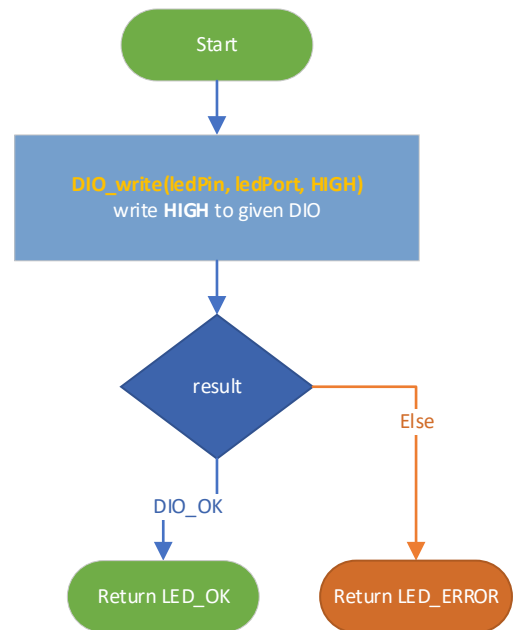 Start
DIO_write(ledPin, ledPort, HIGH)
write HIGH to given DIO
result
Else
DIO_OK
Return LED_OK
Return LED_ERROR